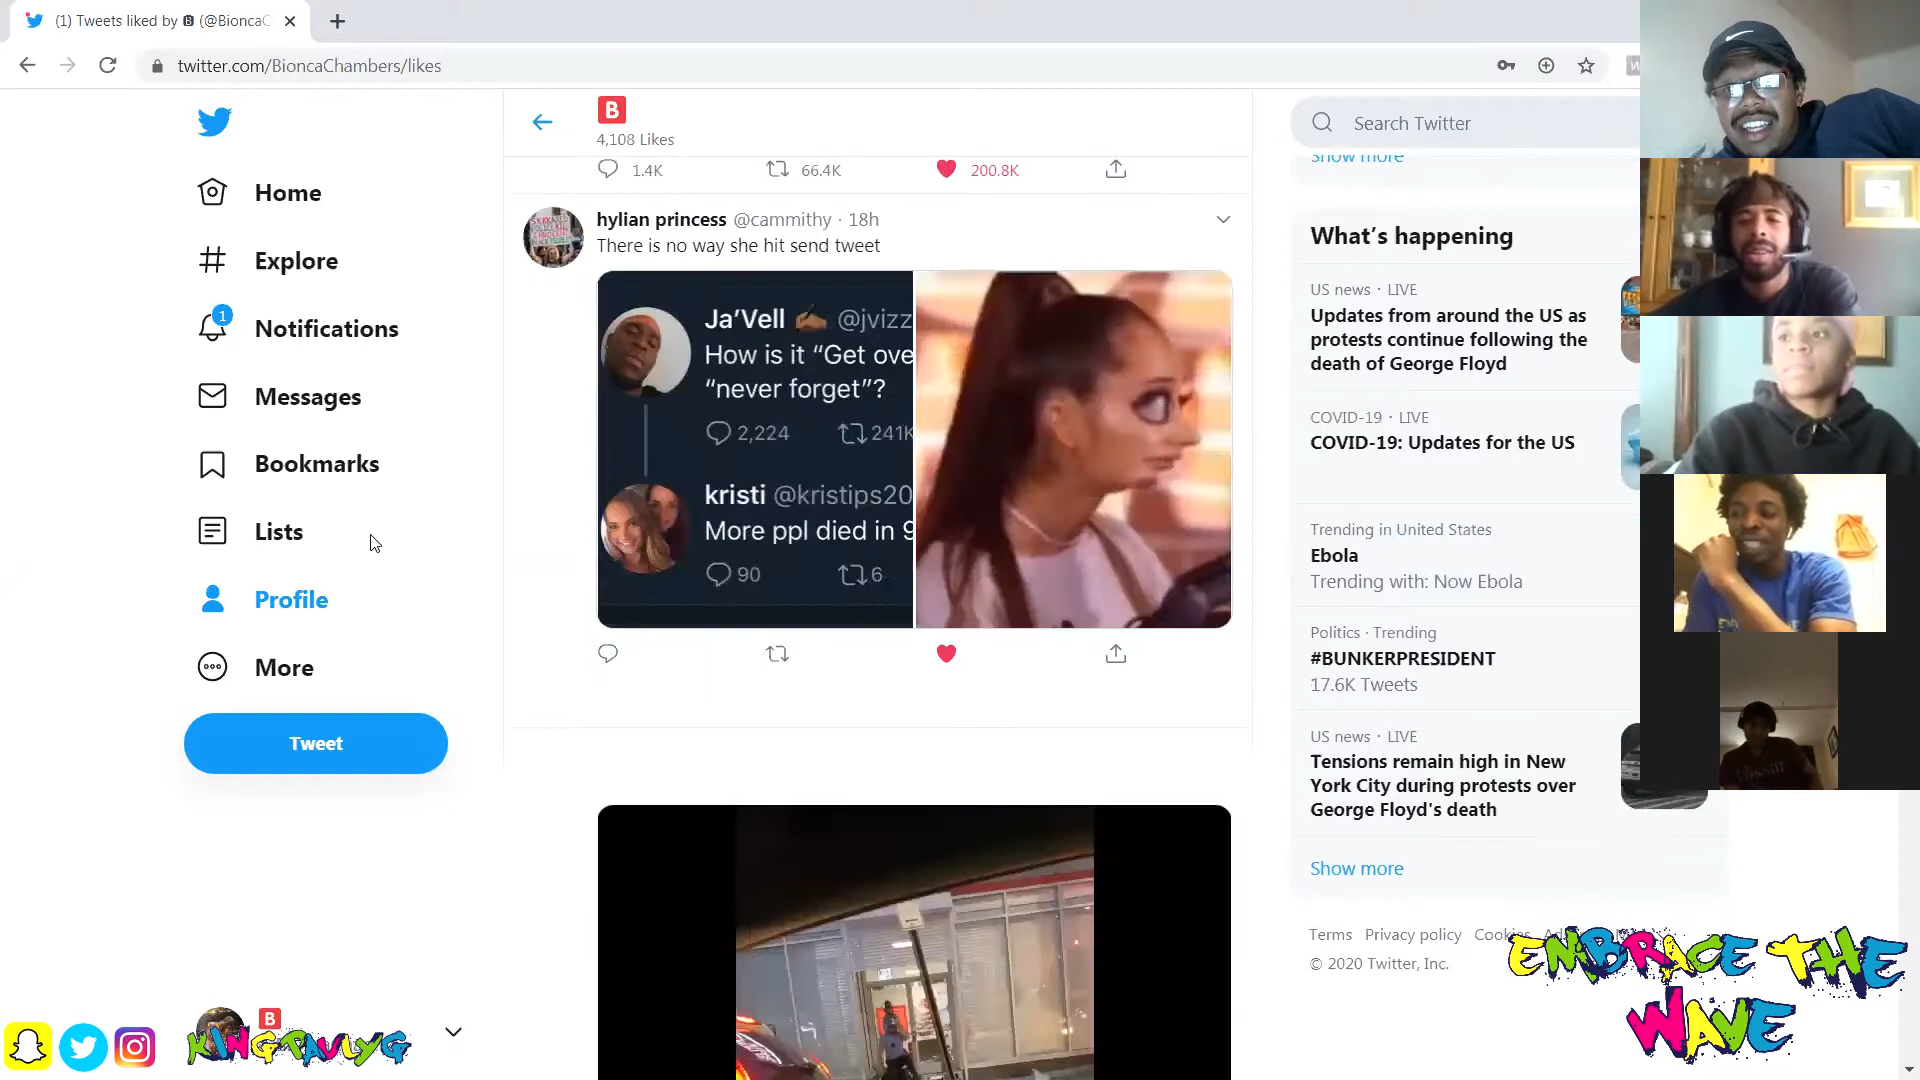 (1) Tweets liked by B (@BioncaC
twitter.com/BioncaChambers/likes
B
4,108 Likes
Search Twitter
Show more
1.4K 66.4K 200.8K
Home
Explore
1
Notifications
Messages
Bookmarks
Lists
Profile
More
Tweet
hylian princess @cammithy · 18h
There is no way she hit send tweet
Ja’Vell @jvizz
How is it “Get ove
“never forget”?
2,224 241K
kristi @kristips20
More ppl died in 9
90 6
What’s happening
US news · LIVE
Updates from around the US as
protests continue following the
death of George Floyd
COVID-19 · LIVE
COVID-19: Updates for the US
Trending in United States
Ebola
Trending with: Now Ebola
Politics · Trending
#BUNKERPRESIDENT
17.6K Tweets
US news · LIVE
Tensions remain high in New
York City during protests over
George Floyd's death
Show more
Terms Privacy policy Cookies
© 2020 Twitter, Inc.
EMBRACE THE
WAVE
B
KINGPAVLYG